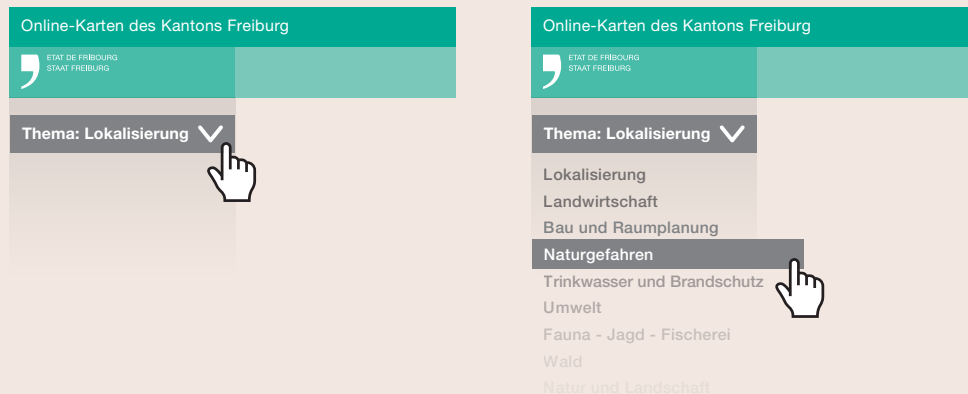 Online-Karten des Kantons Freiburg
ETAT DE FRIBOURG
STAAT FREIBURG
Thema: Lokalisierung
Online-Karten des Kantons Freiburg
ETAT DE FRIBOURG
STAAT FREIBURG
Thema: Lokalisierung
Lokalisierung
Landwirtschaft
Bau und Raumplanung
Naturgefahren
Trinkwasser und Brandschutz
Umwelt
Fauna - Jagd - Fischerei
Wald
Natur und Landschaft